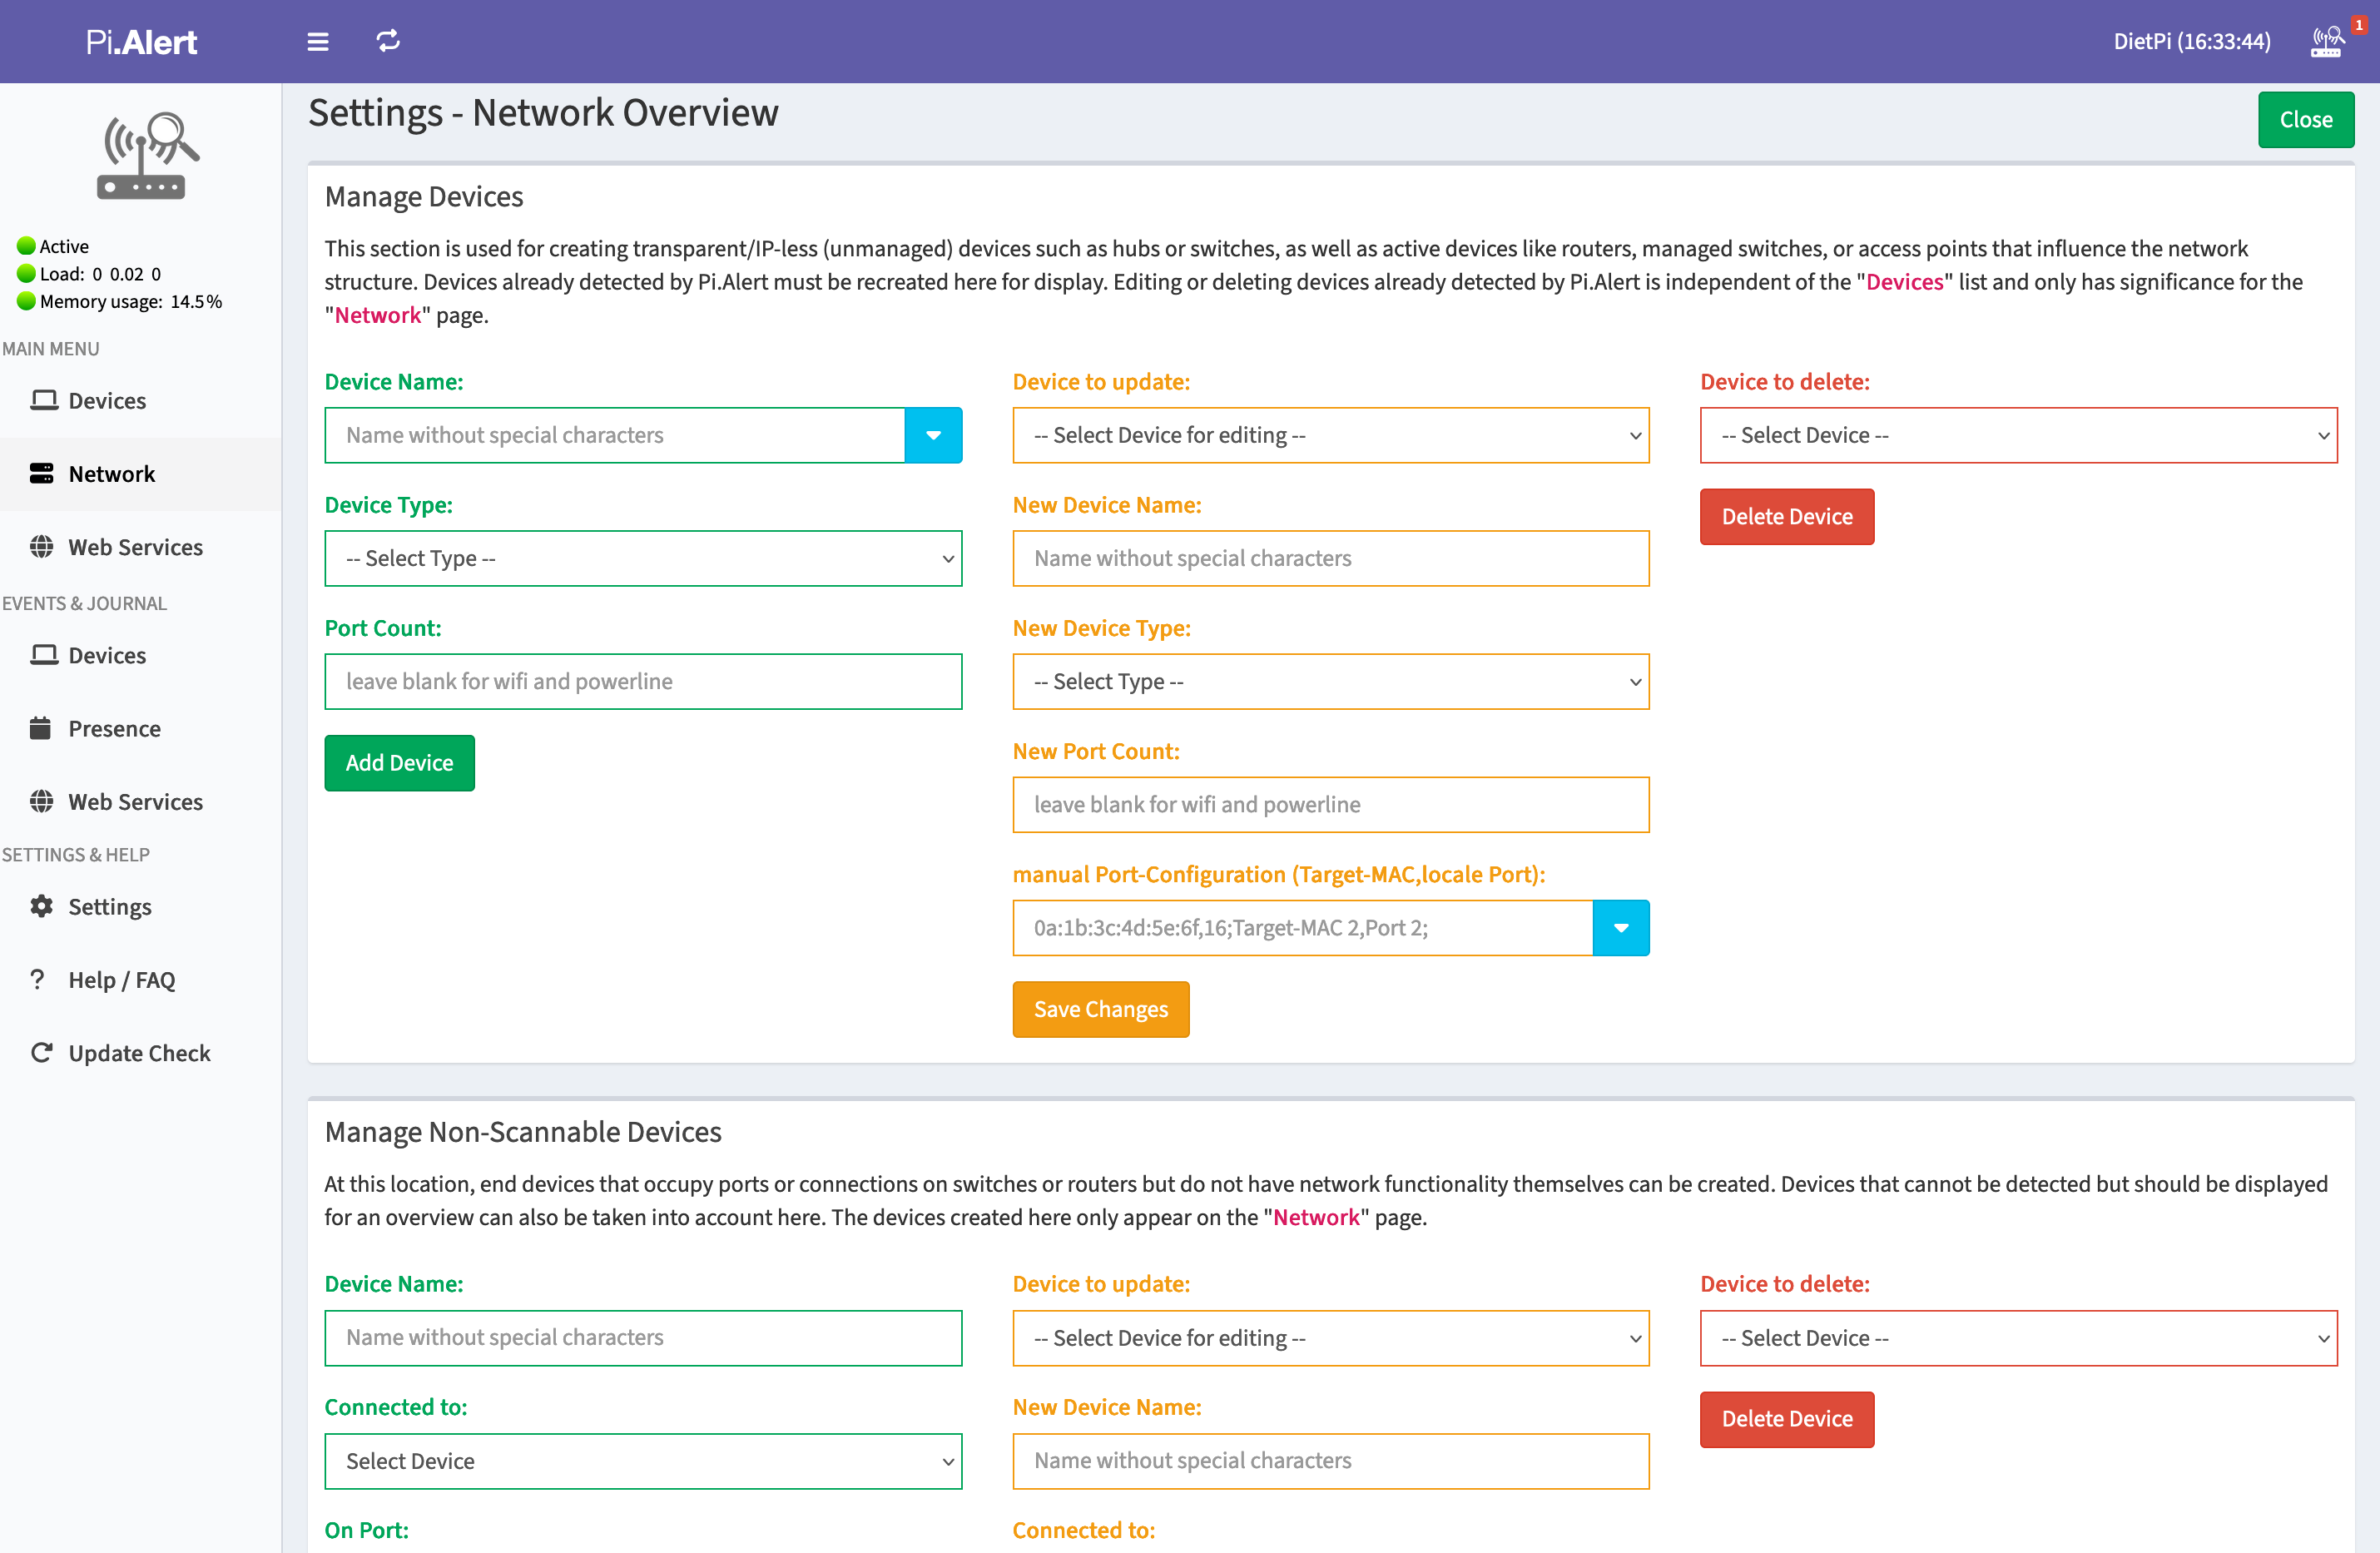 Pi.Alert
DietPi (16:33:44)
1
Active
Load: 0 0.02 0
Memory usage: 14.5%
MAIN MENU
Devices
Network
Web Services
EVENTS & JOURNAL
Devices
Presence
Web Services
SETTINGS & HELP
Settings
Help / FAQ
Update Check
Settings - Network Overview
Close
Manage Devices
This section is used for creating transparent/IP-less (unmanaged) devices such as hubs or switches, as well as active devices like routers, managed switches, or access points that influence the network
structure. Devices already detected by Pi.Alert must be recreated here for display. Editing or deleting devices already detected by Pi.Alert is independent of the "Devices" list and only has significance for the
"Network" page.
Device Name:
Name without special characters
Device Type:
-- Select Type --
Port Count:
leave blank for wifi and powerline
Add Device
Device to update:
-- Select Device for editing --
New Device Name:
Name without special characters
New Device Type:
-- Select Type --
New Port Count:
leave blank for wifi and powerline
manual Port-Configuration (Target-MAC,locale Port):
0a:1b:3c:4d:5e:6f,16;Target-MAC 2,Port 2;
Save Changes
Device to delete:
-- Select Device --
Delete Device
Manage Non-Scannable Devices
At this location, end devices that occupy ports or connections on switches or routers but do not have network functionality themselves can be created. Devices that cannot be detected but should be displayed
for an overview can also be taken into account here. The devices created here only appear on the "Network" page.
Device Name:
Name without special characters
Connected to:
Select Device
On Port:
Device to update:
-- Select Device for editing --
New Device Name:
Name without special characters
Connected to:
Device to delete:
-- Select Device --
Delete Device